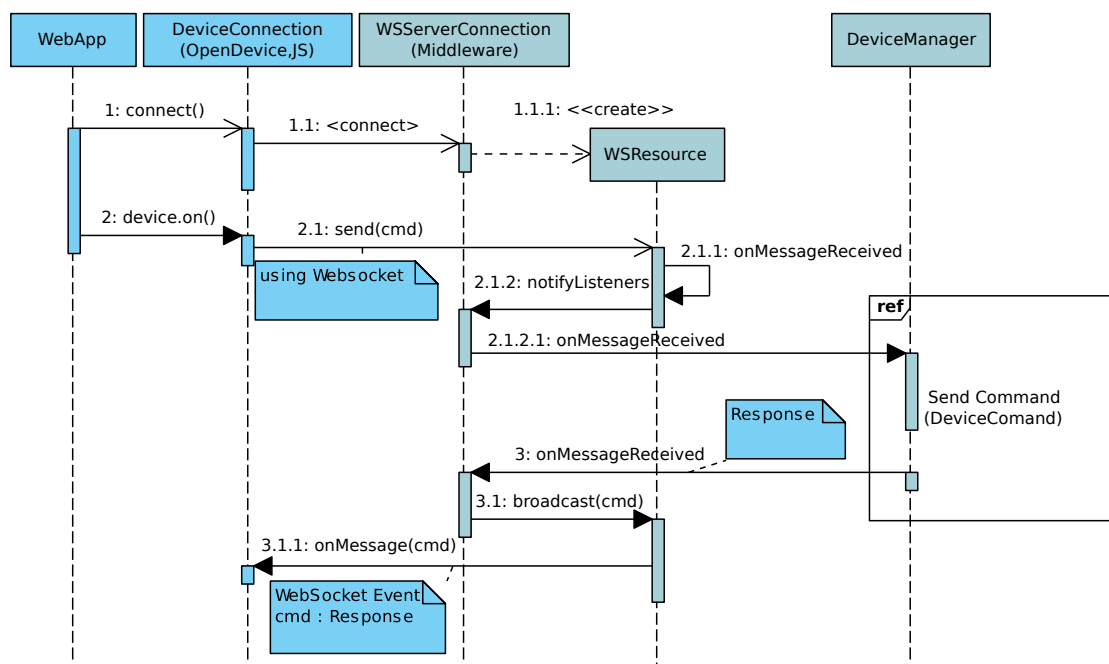 WebApp
DeviceConnection
(OpenDevice,JS)
WSServerConnection
(Middleware)
DeviceManager
1: connect()
1.1: <connect>
1.1.1: <<create>>
WSResource
2: device.on()
2.1: send(cmd)
using Websocket
2.1.1: onMessageReceived
2.1.2: notifyListeners
ref
2.1.2.1: onMessageReceived
Send Command
(DeviceComand)
Response
3: onMessageReceived
3.1: broadcast(cmd)
3.1.1: onMessage(cmd)
WebSocket Event
cmd : Response